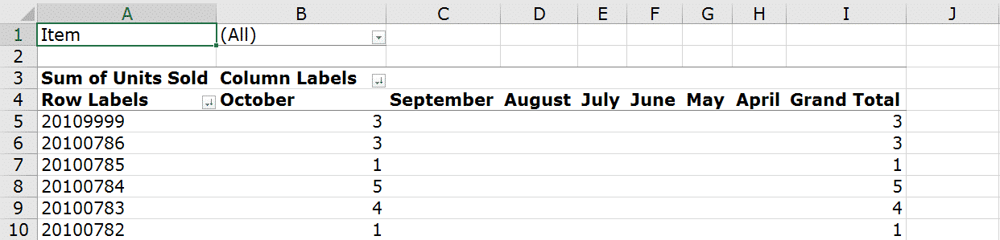 A B C D E F G H I J
1 Item (All)
2
3 Sum of Units Sold Column Labels
4 Row Labels October September August July June May April Grand Total
5 20109999 3 3
6 20100786 3 3
7 20100785 1 1
8 20100784 5 5
9 20100783 4 4
10 20100782 1 1